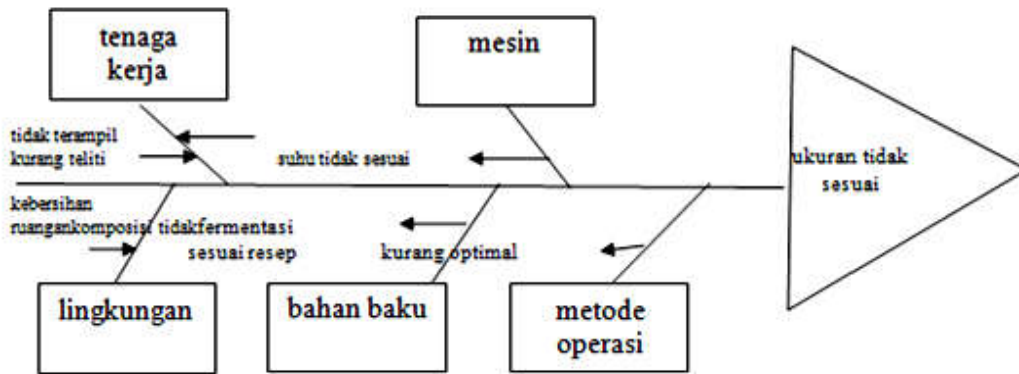 tenaga
kerja
mesin
tidak terampil
kurang teliti
suhu tidak sesuai
ukuran tidak
sesuai
kebersihan
ruangankomposisi tidakfermentasi
sesuai resep
kurang optimal
lingkungan
bahan baku
metode
operasi